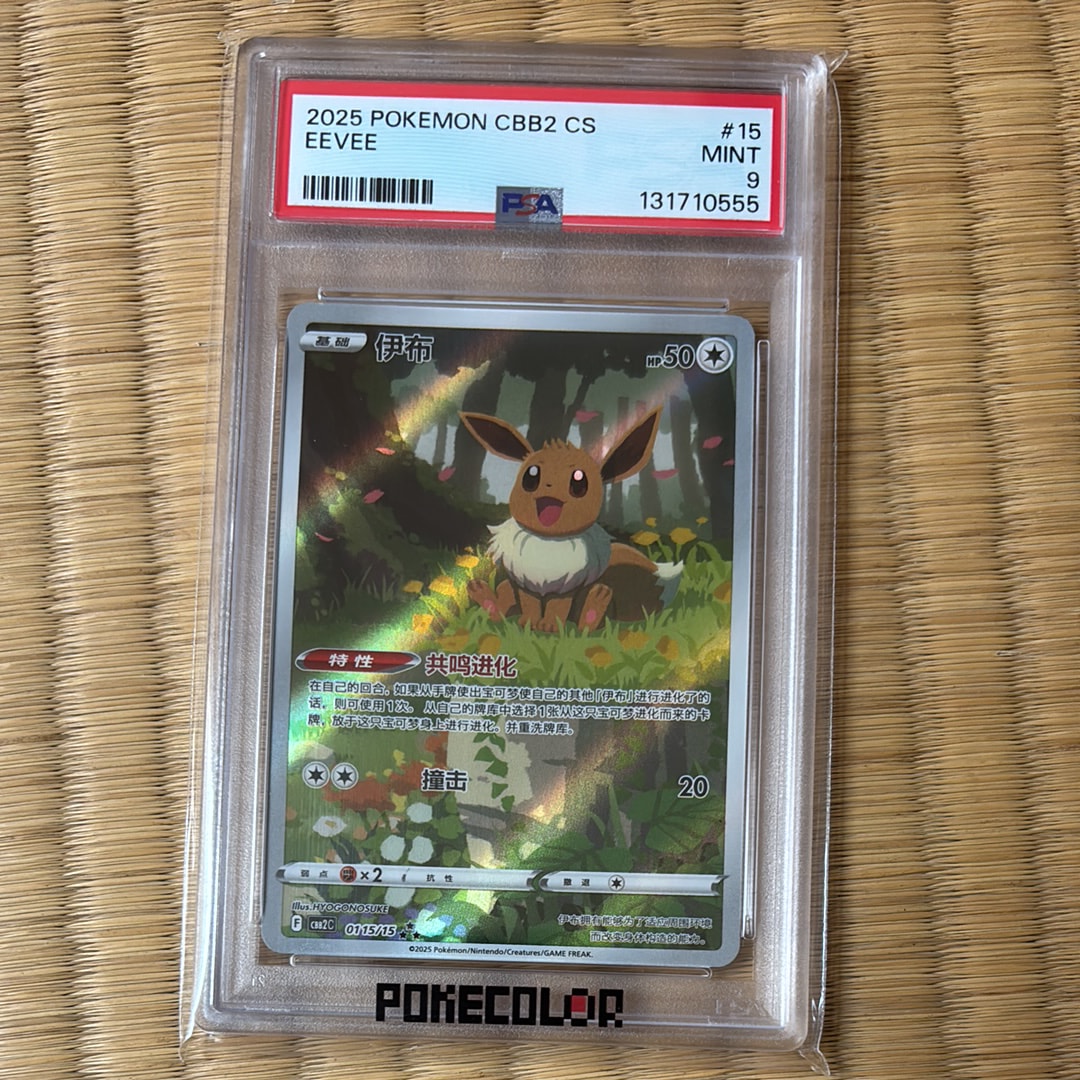 2025 POKEMON CBB2 CS #15
EEVEE MINT
9
PSA 131710555
基础 伊布 HP50
特性 共鸣进化
在自己的回合，如果从手牌使出宝可梦使自己的其他「伊布」进行进化了的
话，则可使用1次。从自己的牌库中选择1张从这只宝可梦进化而来的卡
牌，放于这只宝可梦身上进行进化。并重洗牌库。
撞击 20
弱点 ×2 抗性 撤退
Illus.HYOGONOSUKE
F CBB2C 0115/15
伊布拥有能够为了适应周围环境
而改变身体构造的能力。
©2025 Pokémon/Nintendo/Creatures/GAME FREAK.
POKECOLOR